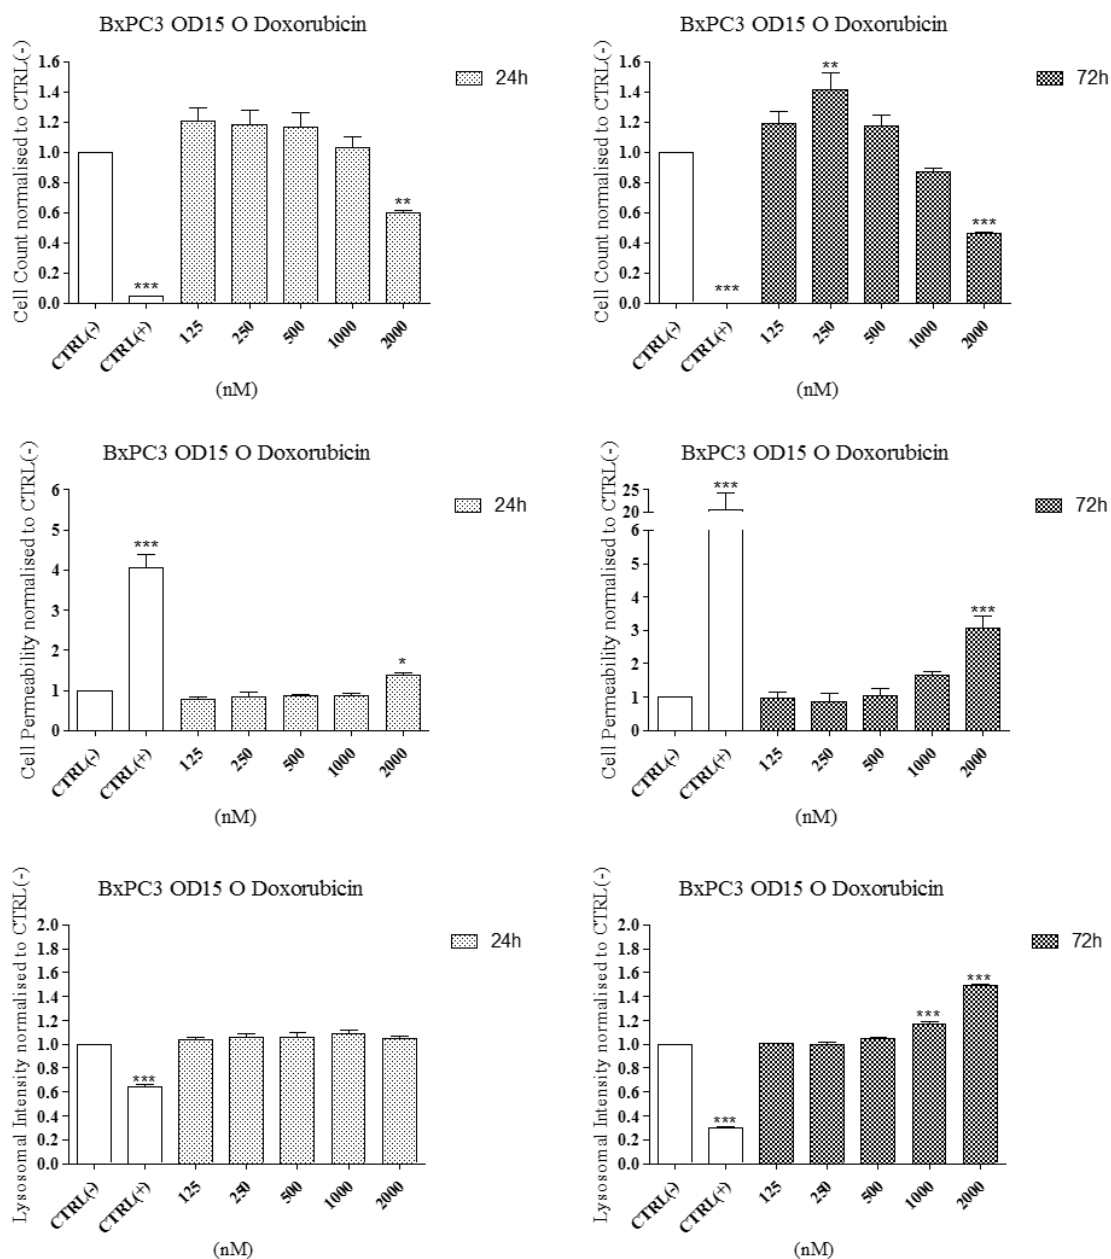 BxPC3 OD15 O Doxorubicin
Cell Count normalised to CTRL(-)
1.6
1.4
1.2
1.0
0.8
0.6
0.4
0.2
0.0
***
**
24h
CTRL(-) CTRL(+) 125 250 500 1000 2000
(nM)
BxPC3 OD15 O Doxorubicin
Cell Count normalised to CTRL(-)
1.6
1.4
1.2
1.0
0.8
0.6
0.4
0.2
0.0
***
**
***
72h
CTRL(-) CTRL(+) 125 250 500 1000 2000
(nM)
BxPC3 OD15 O Doxorubicin
Cell Permeability normalised to CTRL(-)
6
5
4
3
2
1
0
***
*
24h
CTRL(-) CTRL(+) 125 250 500 1000 2000
(nM)
BxPC3 OD15 O Doxorubicin
Cell Permeability normalised to CTRL(-)
25
20
6
5
4
3
2
1
0
***
***
72h
CTRL(-) CTRL(+) 125 250 500 1000 2000
(nM)
BxPC3 OD15 O Doxorubicin
Lysosomal Intensity normalised to CTRL(-)
2.0
1.8
1.6
1.4
1.2
1.0
0.8
0.6
0.4
0.2
0.0
***
24h
CTRL(-) CTRL(+) 125 250 500 1000 2000
(nM)
BxPC3 OD15 O Doxorubicin
Lysosomal Intensity normalised to CTRL(-)
2.0
1.8
1.6
1.4
1.2
1.0
0.8
0.6
0.4
0.2
0.0
***
***
***
72h
CTRL(-) CTRL(+) 125 250 500 1000 2000
(nM)